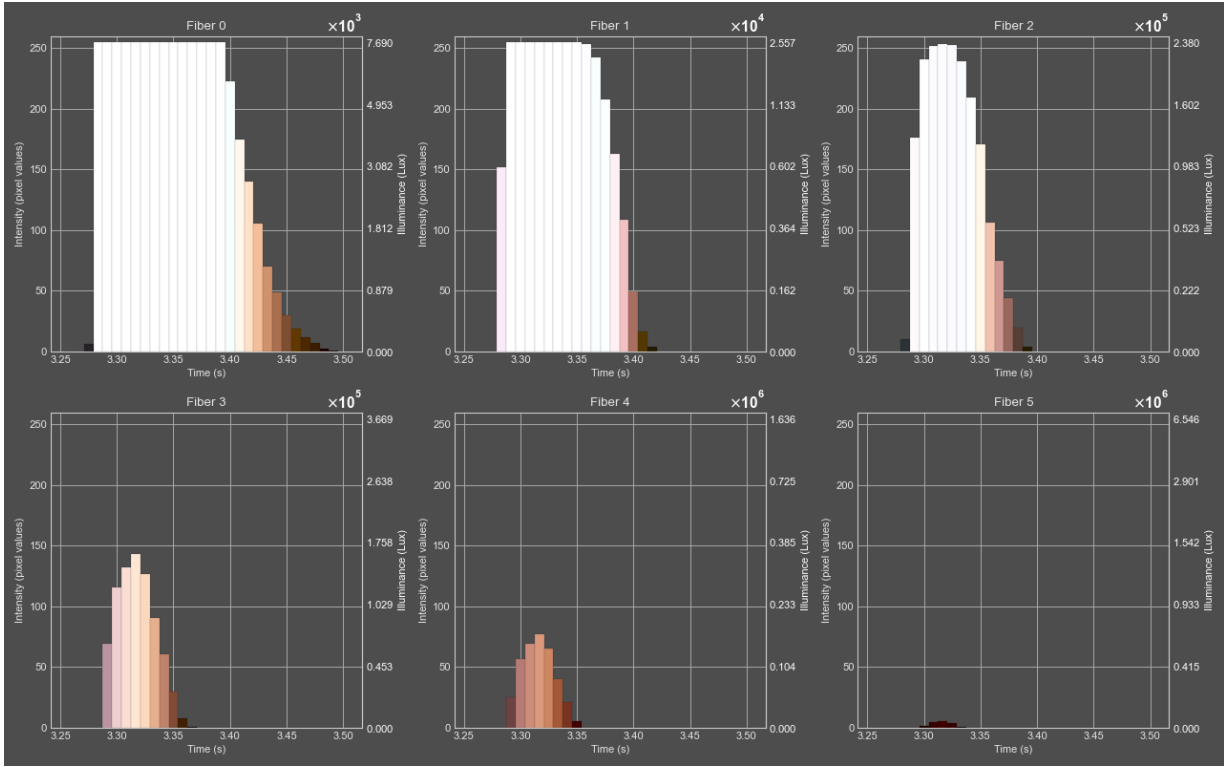 Fiber 0
×10³
Intensity (pixel values)
250
200
150
100
50
0
7.690
4.953
3.082
1.812
0.879
0.000
Illuminance (Lux)
3.25 3.30 3.35 3.40 3.45 3.50
Time (s)
Fiber 1
×10⁴
Intensity (pixel values)
250
200
150
100
50
0
2.557
1.133
0.602
0.364
0.162
0.000
Illuminance (Lux)
3.25 3.30 3.35 3.40 3.45 3.50
Time (s)
Fiber 2
×10⁵
Intensity (pixel values)
250
200
150
100
50
0
2.380
1.602
0.983
0.523
0.222
0.000
Illuminance (Lux)
3.25 3.30 3.35 3.40 3.45 3.50
Time (s)
Fiber 3
×10⁵
Intensity (pixel values)
250
200
150
100
50
0
3.669
2.638
1.758
1.029
0.453
0.000
Illuminance (Lux)
3.25 3.30 3.35 3.40 3.45 3.50
Time (s)
Fiber 4
×10⁶
Intensity (pixel values)
250
200
150
100
50
0
1.636
0.725
0.385
0.233
0.104
0.000
Illuminance (Lux)
3.25 3.30 3.35 3.40 3.45 3.50
Time (s)
Fiber 5
×10⁶
Intensity (pixel values)
250
200
150
100
50
0
6.546
2.901
1.542
0.933
0.415
0.000
Illuminance (Lux)
3.25 3.30 3.35 3.40 3.45 3.50
Time (s)